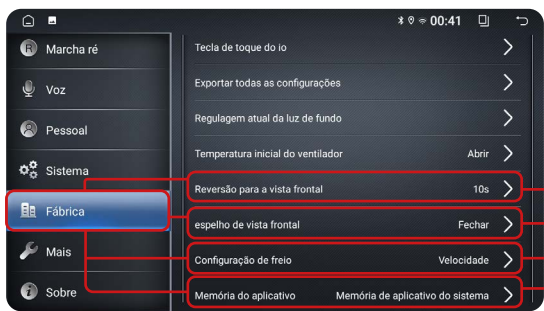 00:41
R Marcha ré
Voz
Pessoal
Sistema
Fábrica
Mais
i Sobre
Tecla de toque do io
Exportar todas as configurações
Regulagem atual da luz de fundo
Temperatura inicial do ventilador Abrir
Reversão para a vista frontal 10s
espelho de vista frontal Fechar
Configuração de freio Velocidade
Memória do aplicativo Memória de aplicativo do sistema